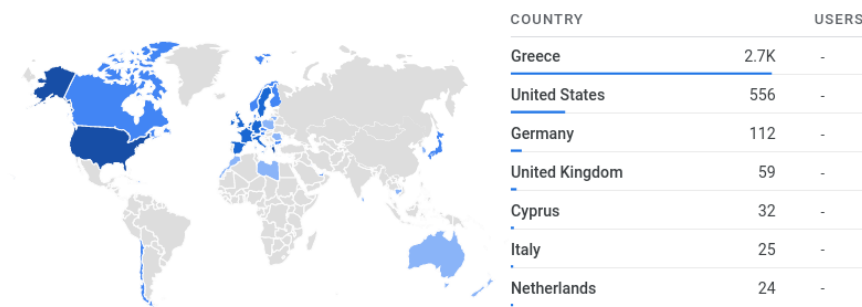 COUNTRY USERS
Greece 2.7K -
United States 556 -
Germany 112 -
United Kingdom 59 -
Cyprus 32 -
Italy 25 -
Netherlands 24 -